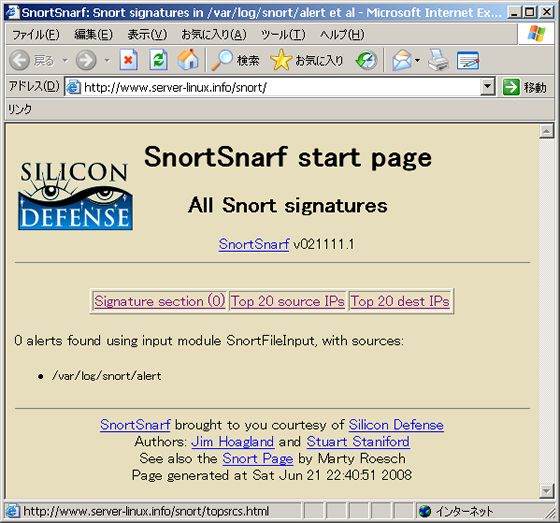 SnortSnarf: Snort signatures in /var/log/snort/alert et al - Microsoft Internet Ex...
ファイル(F) 編集(E) 表示(V) お気に入り(A) ツール(T) ヘルプ(H)
戻る 検索 お気に入り
アドレス(D) http://www.server-linux.info/snort/ 移動
リンク
SILICON
DEFENSE
SnortSnarf start page
All Snort signatures
SnortSnarf v021111.1
Signature section (0) Top 20 source IPs Top 20 dest IPs
0 alerts found using input module SnortFileInput, with sources:
• /var/log/snort/alert
SnortSnarf brought to you courtesy of Silicon Defense
Authors: Jim Hoagland and Stuart Staniford
See also the Snort Page by Marty Roesch
Page generated at Sat Jun 21 22:40:51 2008
http://www.server-linux.info/snort/topsrcs.html インターネット